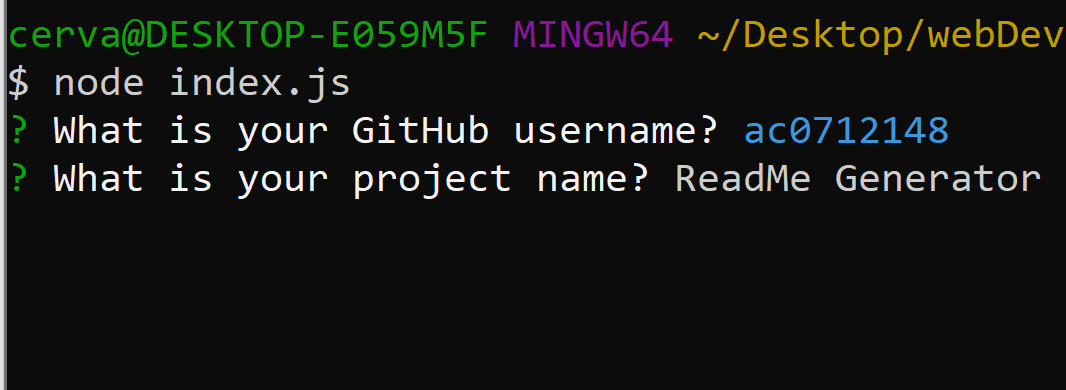 cerva@DESKTOP-E059M5F MINGW64 ~/Desktop/webDev
$ node index.js
? What is your GitHub username? ac0712148
? What is your project name? ReadMe Generator